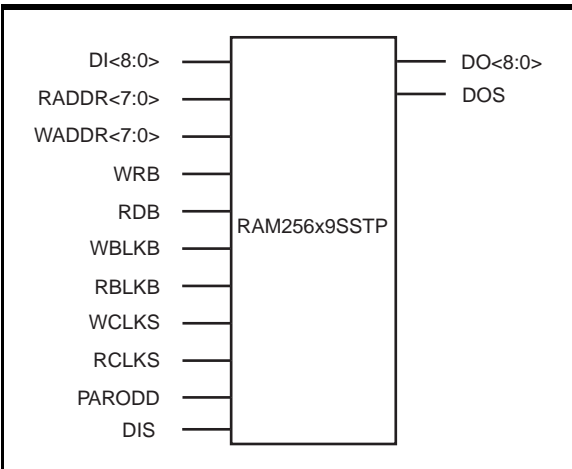 DI<8:0>
RADDR<7:0>
WADDR<7:0>
WRB
RDB
WBLKB
RBLKB
WCLKS
RCLKS
PARODD
DIS
RAM256x9SSTP
DO<8:0>
DOS